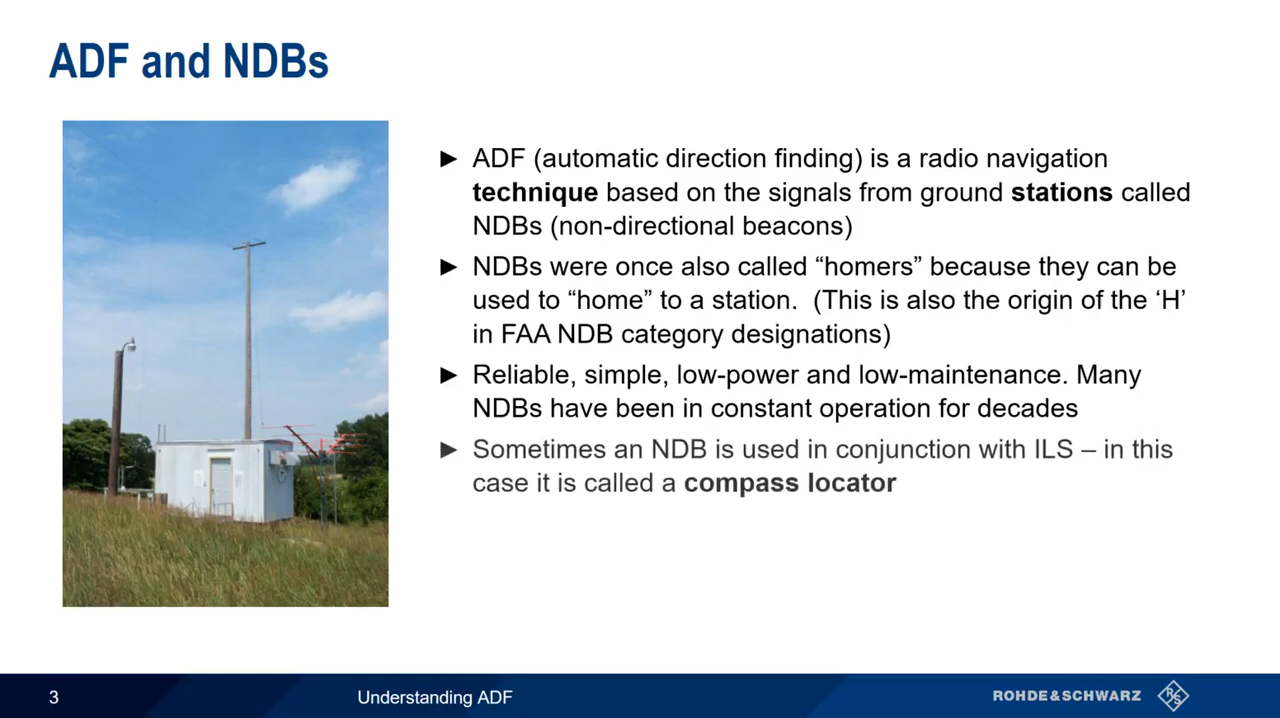 ADF and NDBs
► ADF (automatic direction finding) is a radio navigation
technique based on the signals from ground stations called
NDBs (non-directional beacons)
► NDBs were once also called “homers” because they can be
used to “home” to a station.  (This is also the origin of the ‘H’
in FAA NDB category designations)
► Reliable, simple, low-power and low-maintenance. Many
NDBs have been in constant operation for decades
► Sometimes an NDB is used in conjunction with ILS – in this
case it is called a compass locator
3
Understanding ADF
ROHDE&SCHWARZ
R&S